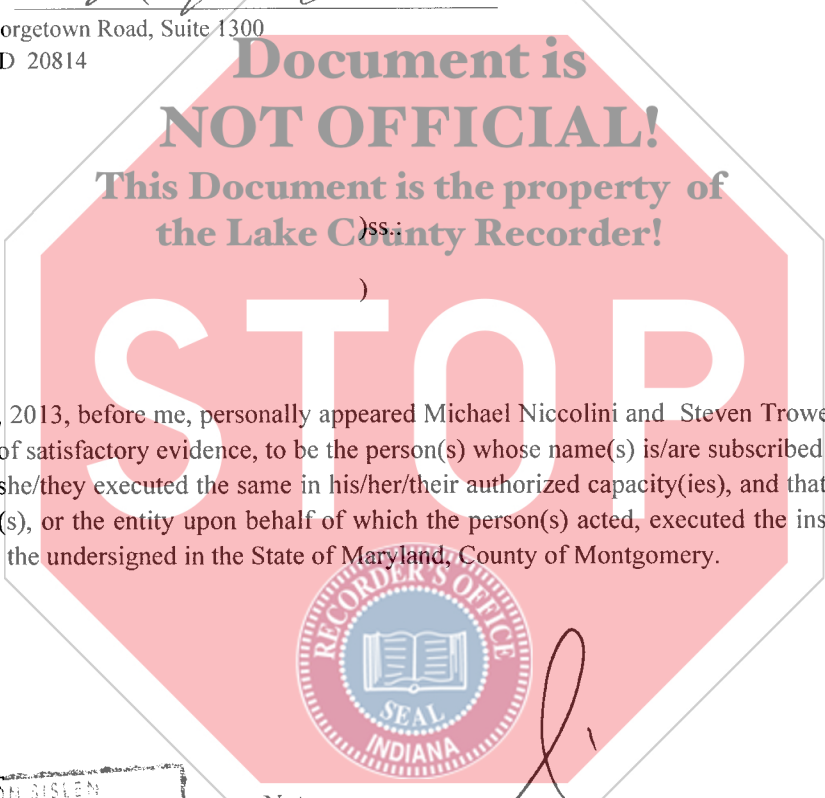 orgetown Road, Suite 1300
D 20814
Document is
NOT OFFICIAL!
This Document is the property of
the Lake County Recorder!
)ss.:
)
STOP
, 2013, before me, personally appeared Michael Niccolini and Steven Trowe
of satisfactory evidence, to be the person(s) whose name(s) is/are subscribed
she/they executed the same in his/her/their authorized capacity(ies), and that
(s), or the entity upon behalf of which the person(s) acted, executed the ins
the undersigned in the State of Maryland, County of Montgomery.
RECORDER'S OFFICE
SEAL
INDIANA
SISLEN